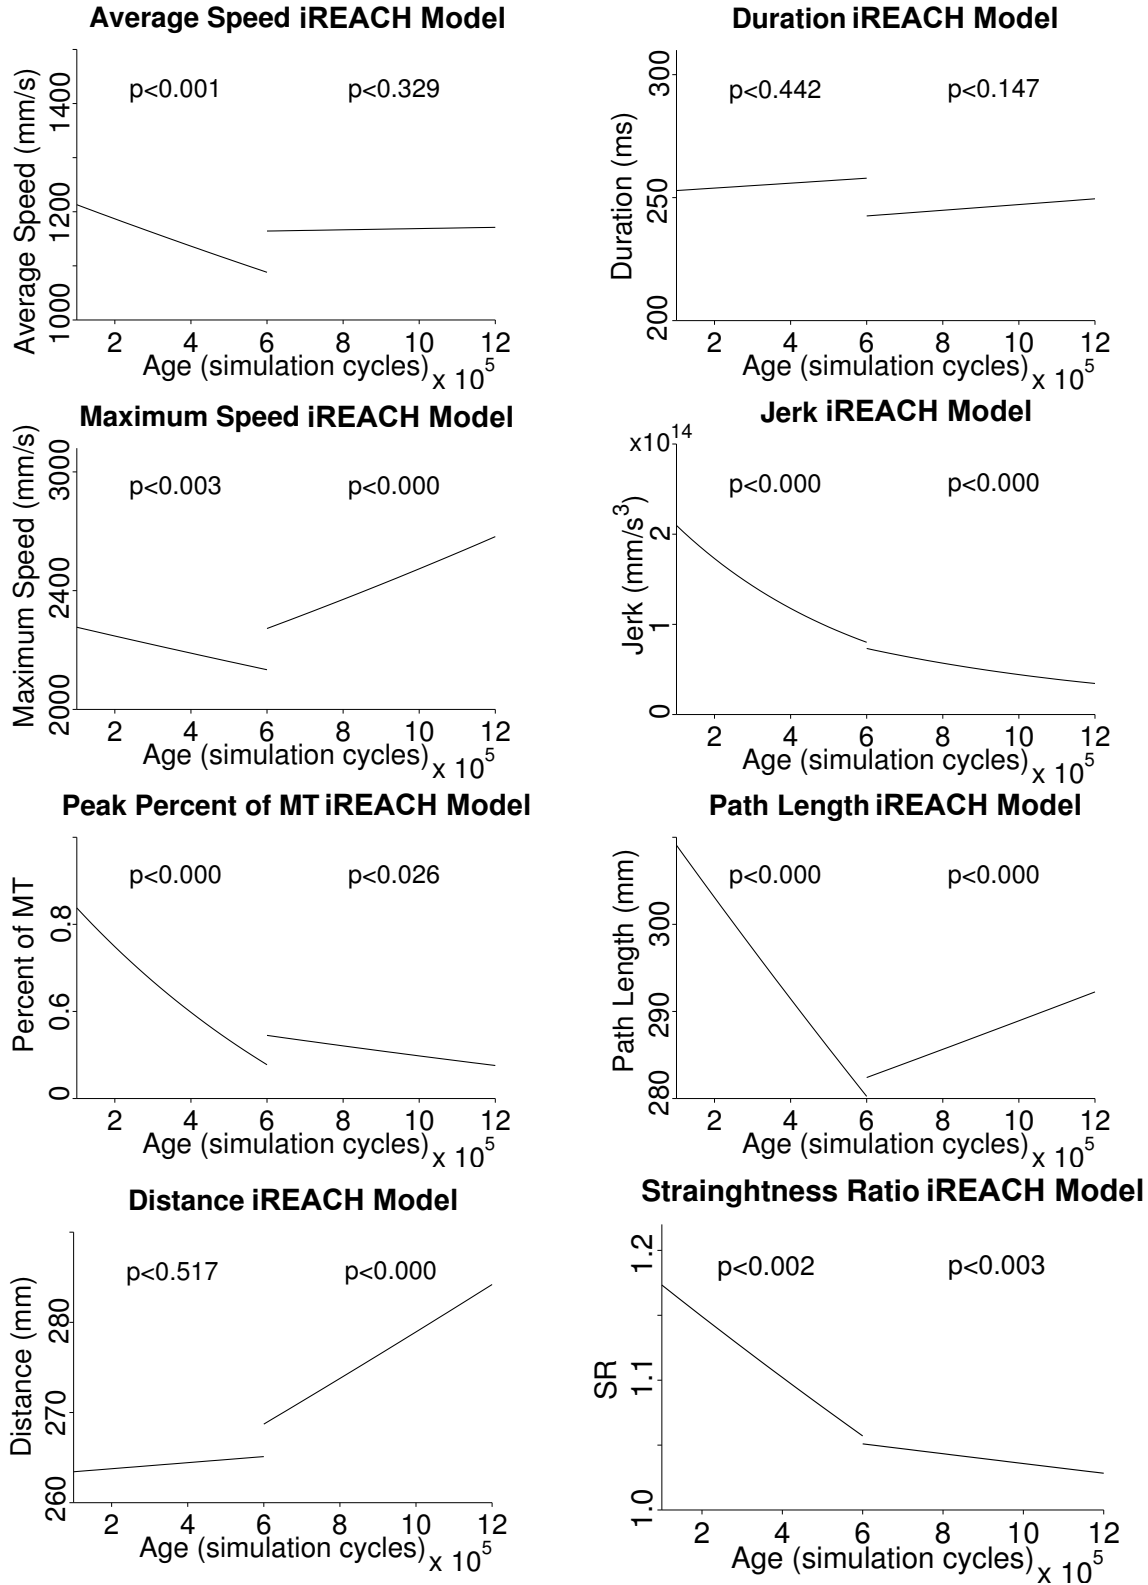 Average Speed iREACH Model
p<0.001
p<0.329
Average Speed (mm/s)
1400
1200
1000
2 4 6 8 10 12
Age (simulation cycles) x 10^5
Duration iREACH Model
p<0.442
p<0.147
Duration (ms)
300
250
200
2 4 6 8 10 12
Age (simulation cycles) x 10^5
Maximum Speed iREACH Model
p<0.003
p<0.000
Maximum Speed (mm/s)
3000
2400
2000
2 4 6 8 10 12
Age (simulation cycles) x 10^5
Jerk iREACH Model
x10^14
p<0.000
p<0.000
Jerk (mm/s^3)
2
1
0
2 4 6 8 10 12
Age (simulation cycles) x 10^5
Peak Percent of MT iREACH Model
p<0.000
p<0.026
Percent of MT
0.8
0.6
0
2 4 6 8 10 12
Age (simulation cycles) x 10^5
Path Length iREACH Model
p<0.000
p<0.000
Path Length (mm)
300
290
280
2 4 6 8 10 12
Age (simulation cycles) x 10^5
Distance iREACH Model
p<0.517
p<0.000
Distance (mm)
280
270
260
2 4 6 8 10 12
Age (simulation cycles) x 10^5
Strainghtness Ratio iREACH Model
p<0.002
p<0.003
SR
1.2
1.1
1.0
2 4 6 8 10 12
Age (simulation cycles) x 10^5